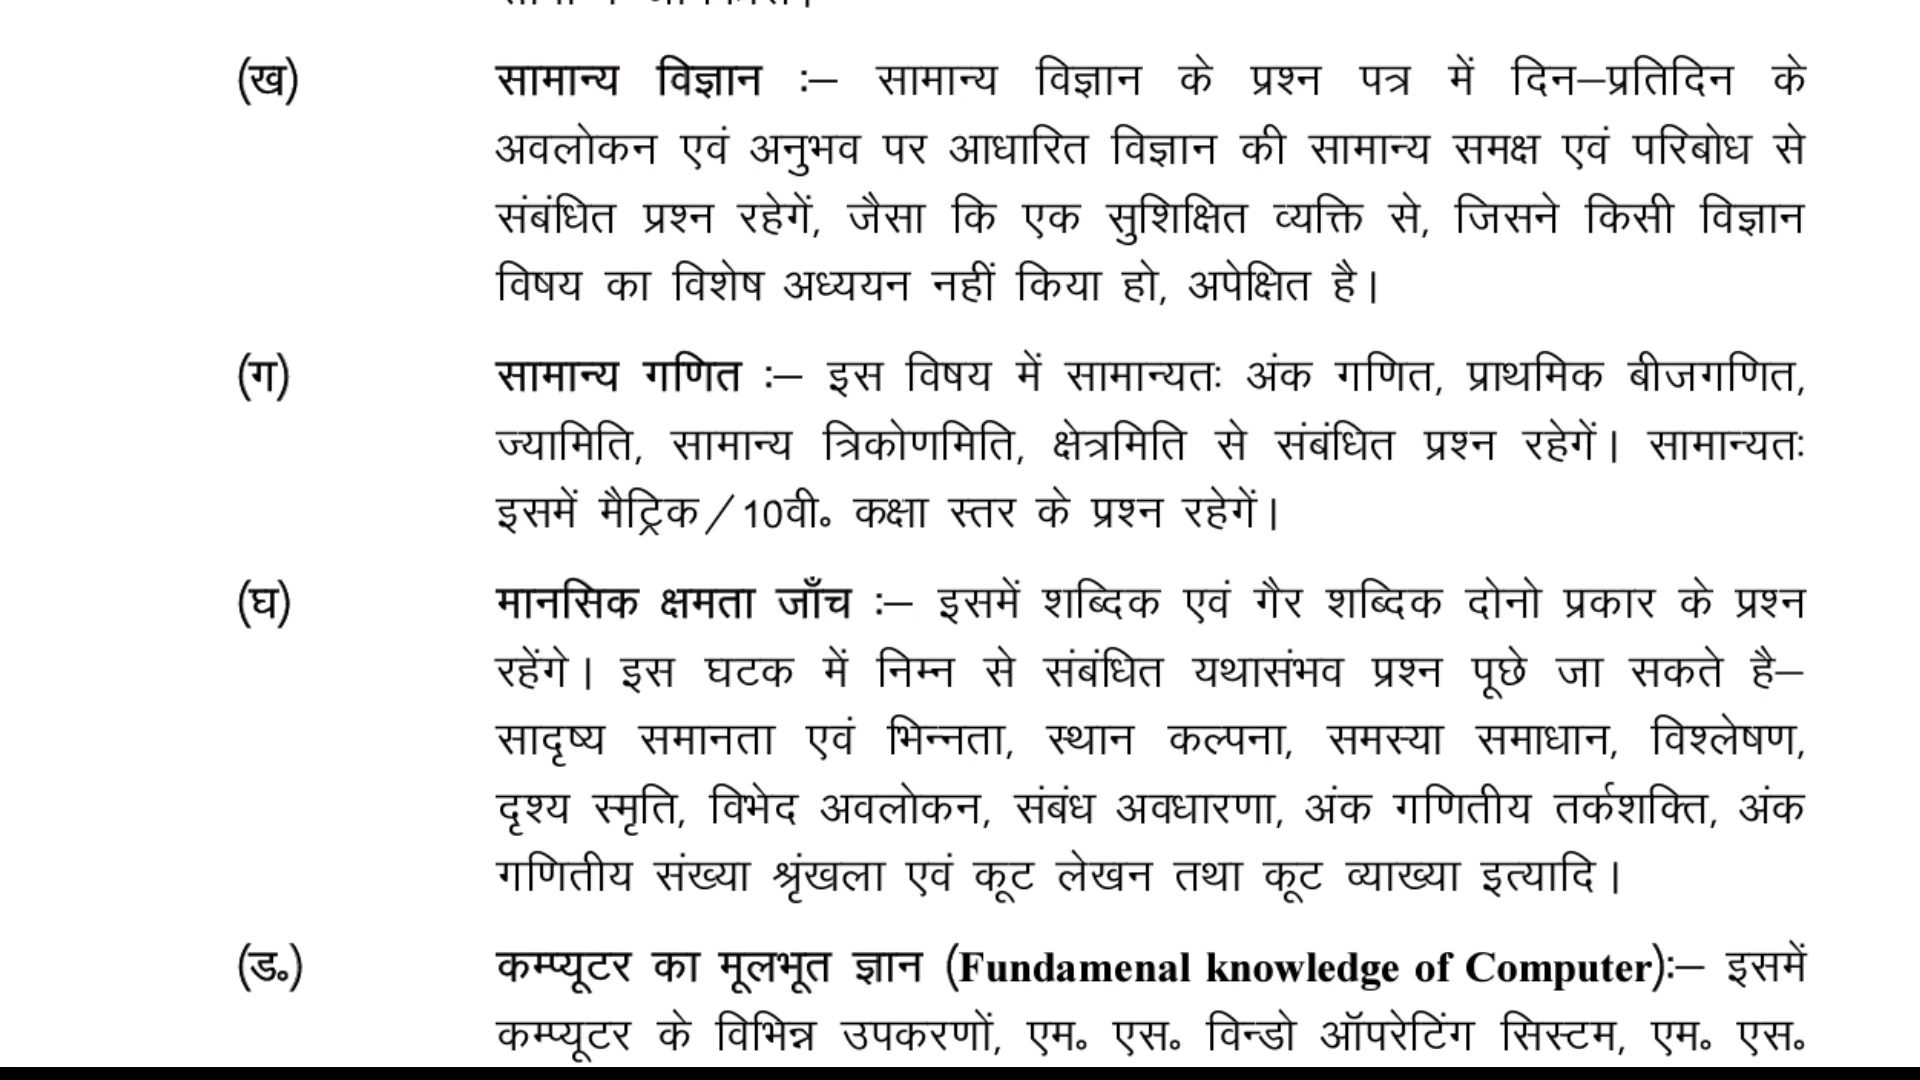 (ख) सामान्य विज्ञान :– सामान्य विज्ञान के प्रश्न पत्र में दिन–प्रतिदिन के
अवलोकन एवं अनुभव पर आधारित विज्ञान की सामान्य समक्ष एवं परिबोध से
संबंधित प्रश्न रहेगें, जैसा कि एक सुशिक्षित व्यक्ति से, जिसने किसी विज्ञान
विषय का विशेष अध्ययन नहीं किया हो, अपेक्षित है।
(ग) सामान्य गणित :– इस विषय में सामान्यतः अंक गणित, प्राथमिक बीजगणित,
ज्यामिति, सामान्य त्रिकोणमिति, क्षेत्रमिति से संबंधित प्रश्न रहेगें। सामान्यतः
इसमें मैट्रिक/10वी॰ कक्षा स्तर के प्रश्न रहेगें।
(घ) मानसिक क्षमता जाँच :– इसमें शब्दिक एवं गैर शब्दिक दोनो प्रकार के प्रश्न
रहेंगे। इस घटक में निम्न से संबंधित यथासंभव प्रश्न पूछे जा सकते है–
सादृष्य समानता एवं भिन्नता, स्थान कल्पना, समस्या समाधान, विश्लेषण,
दृश्य स्मृति, विभेद अवलोकन, संबंध अवधारणा, अंक गणितीय तर्कशक्ति, अंक
गणितीय संख्या श्रृंखला एवं कूट लेखन तथा कूट व्याख्या इत्यादि।
(ड॰) कम्प्यूटर का मूलभूत ज्ञान (Fundamenal knowledge of Computer):– इसमें
कम्प्यूटर के विभिन्न उपकरणों, एम॰ एस॰ विन्डो ऑपरेटिंग सिस्टम, एम॰ एस॰